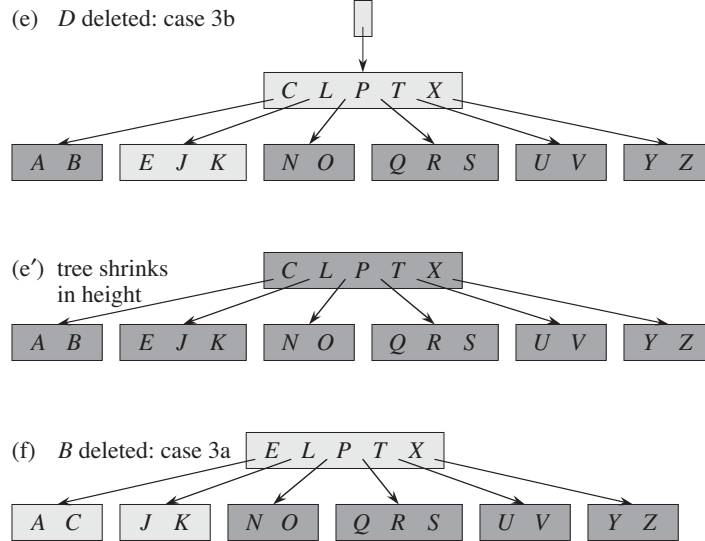 (e) D deleted: case 3b
C L P T X
A B E J K N O Q R S U V Y Z
(e′) tree shrinks
in height
C L P T X
A B E J K N O Q R S U V Y Z
(f) B deleted: case 3a
E L P T X
A C J K N O Q R S U V Y Z